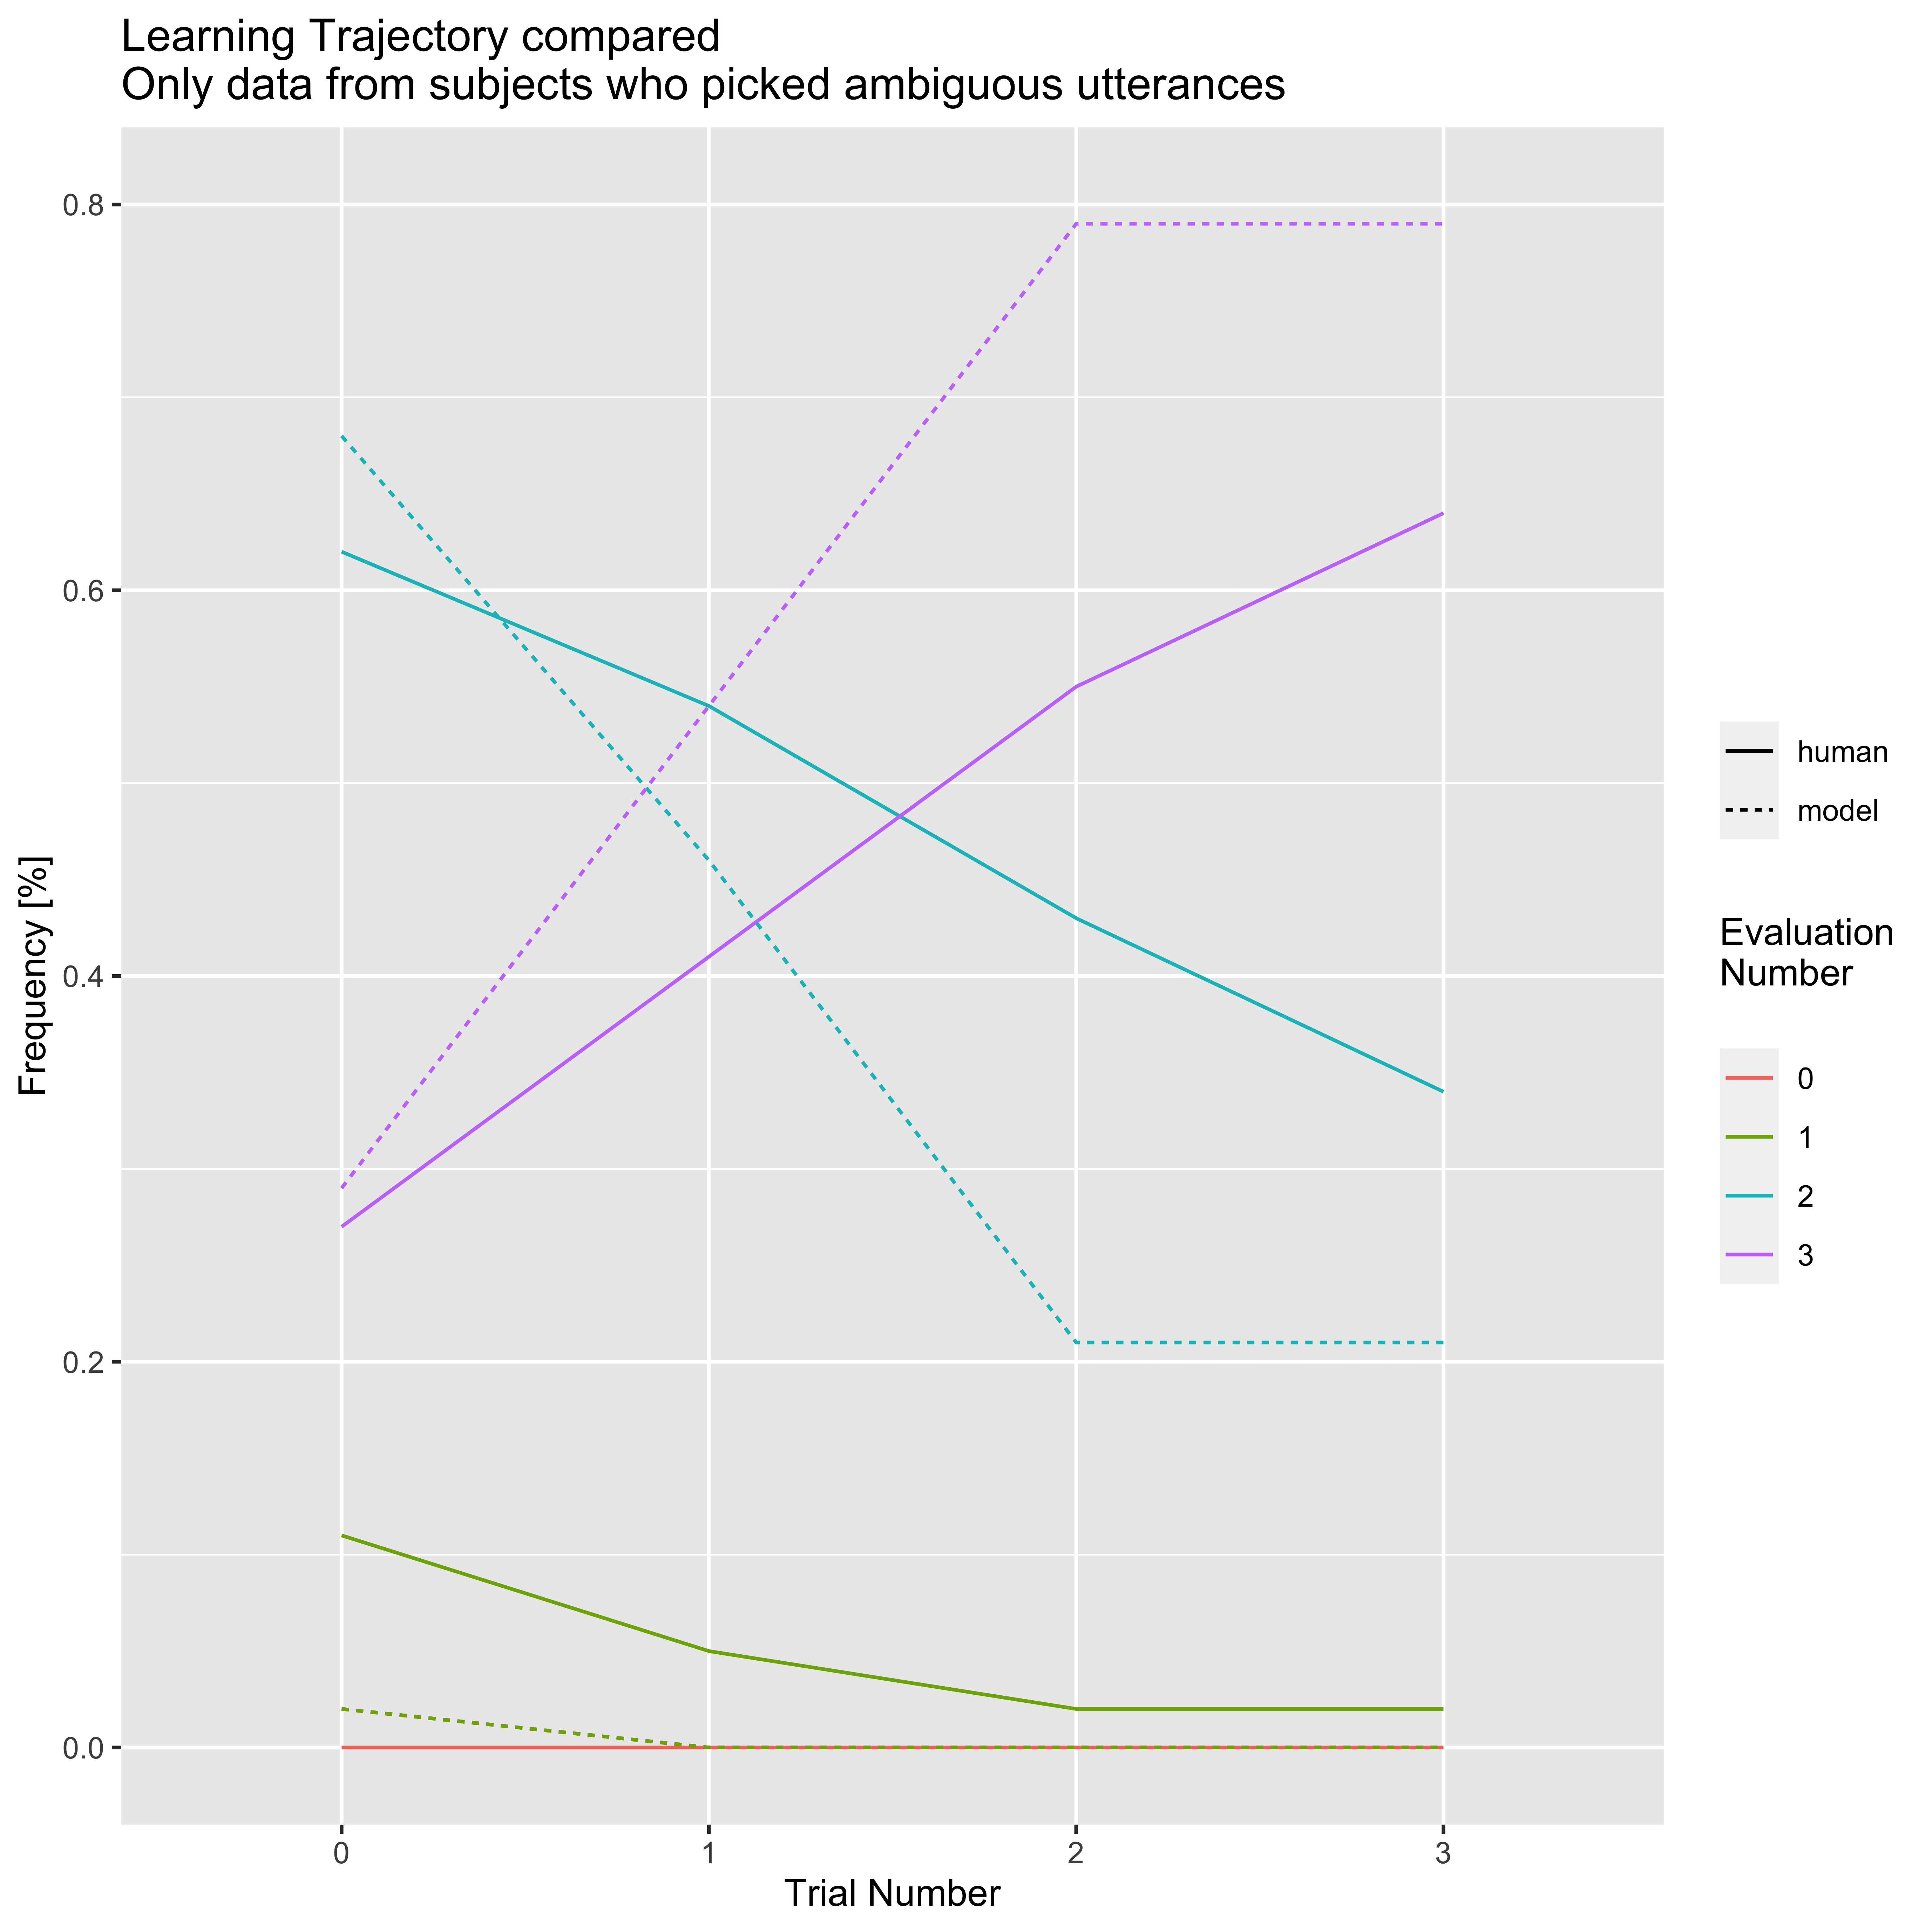 Learning Trajectory compared
Only data from subjects who picked ambiguous utterances
Frequency [%]
0.8
0.6
0.4
0.2
0.0
0
1
2
3
Trial Number
human
model
Evaluation
Number
0
1
2
3